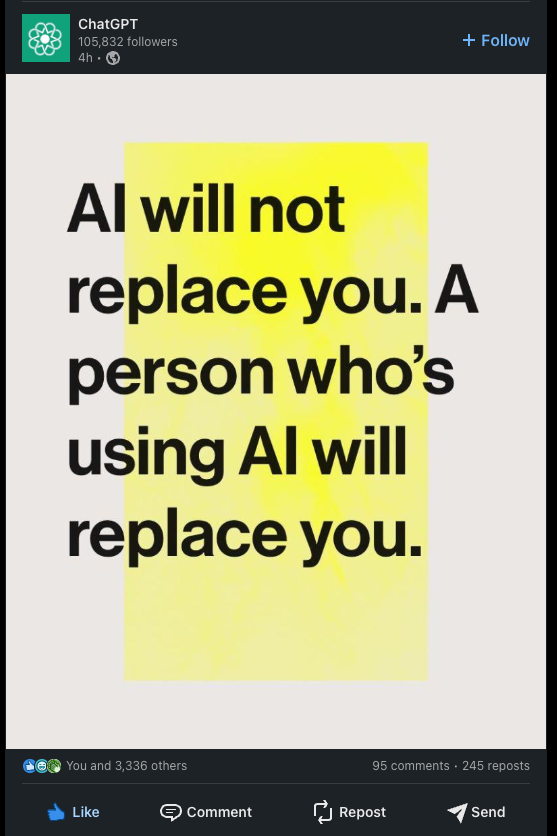 ChatGPT
105,832 followers
4h •
+ Follow
AI will not
replace you. A
person who’s
using AI will
replace you.
You and 3,336 others
95 comments • 245 reposts
Like
Comment
Repost
Send